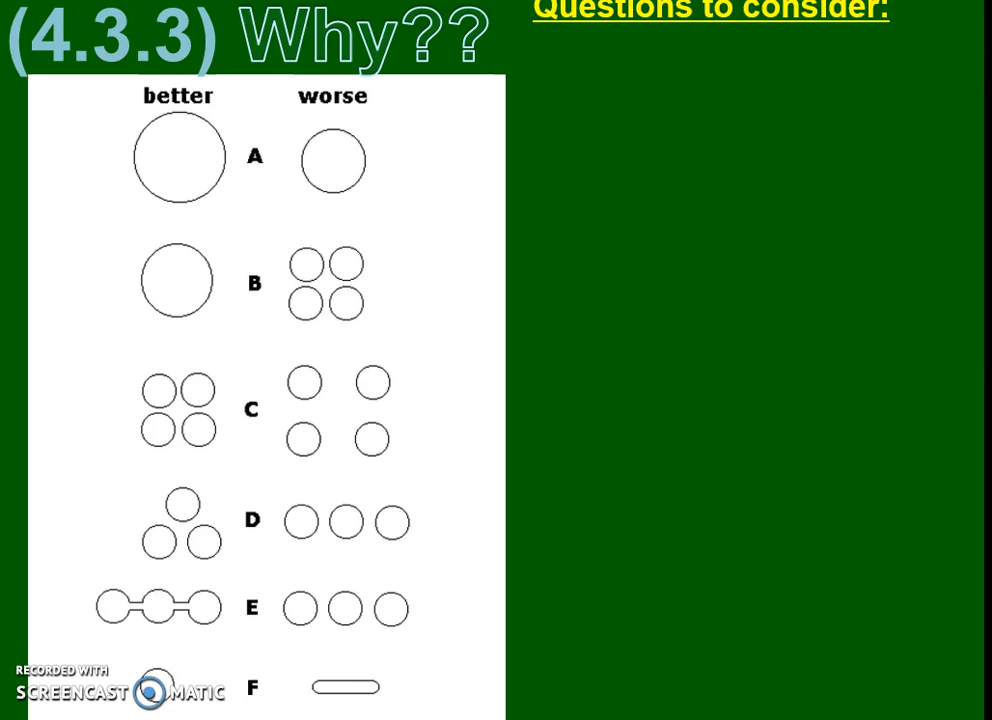 (4.3.3) Why??
Questions to consider:
better worse
A
B
C
D
E
F
RECORDED WITH
SCREENCAST MATIC